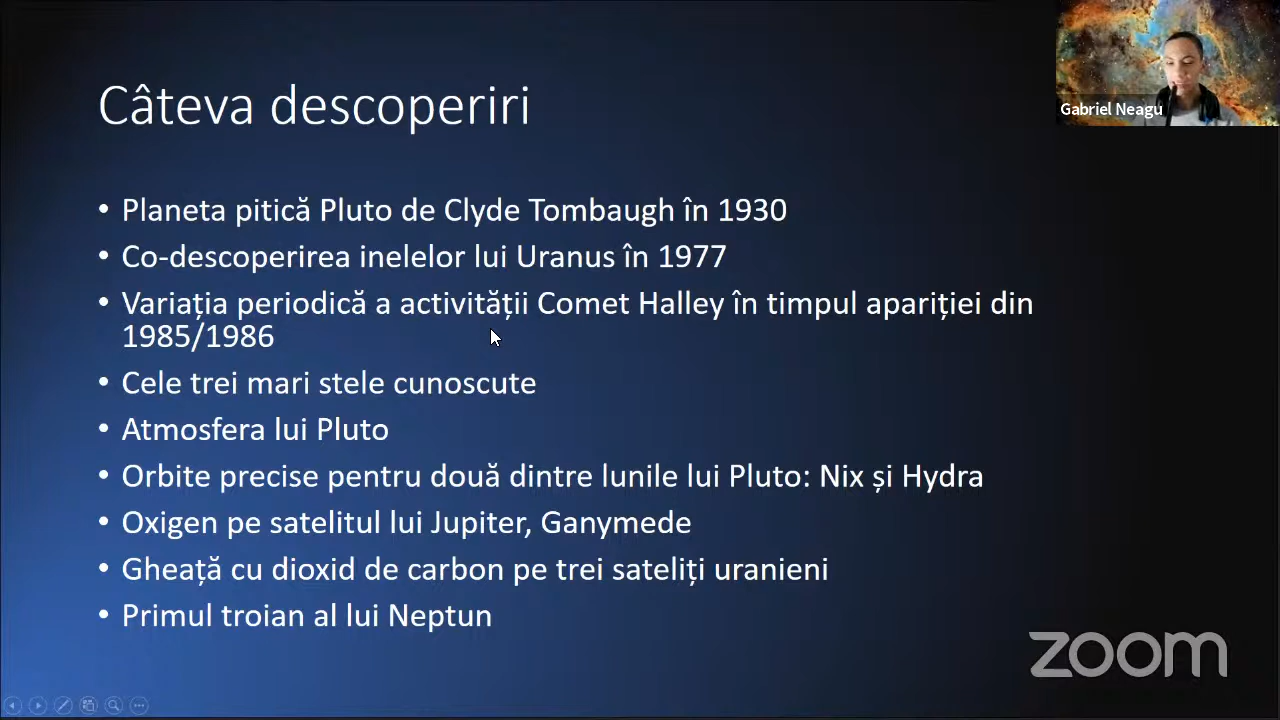 Câteva descoperiri
Gabriel Neagu
• Planeta pitică Pluto de Clyde Tombaugh în 1930
• Co-descoperirea inelelor lui Uranus în 1977
• Variația periodică a activității Comet Halley în timpul apariției din
1985/1986
• Cele trei mari stele cunoscute
• Atmosfera lui Pluto
• Orbite precise pentru două dintre lunile lui Pluto: Nix și Hydra
• Oxigen pe satelitul lui Jupiter, Ganymede
• Gheață cu dioxid de carbon pe trei sateliți uranieni
• Primul troian al lui Neptun
zoom